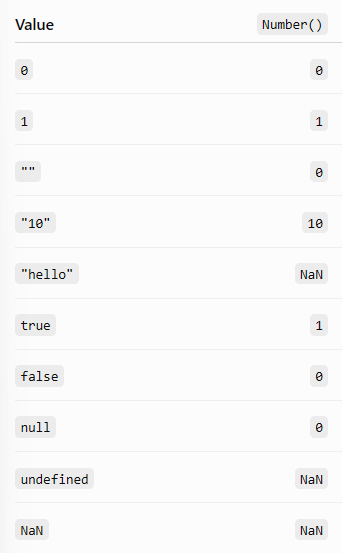 Value Number()
0 0
1 1
"" 0
"10" 10
"hello" NaN
true 1
false 0
null 0
undefined NaN
NaN NaN